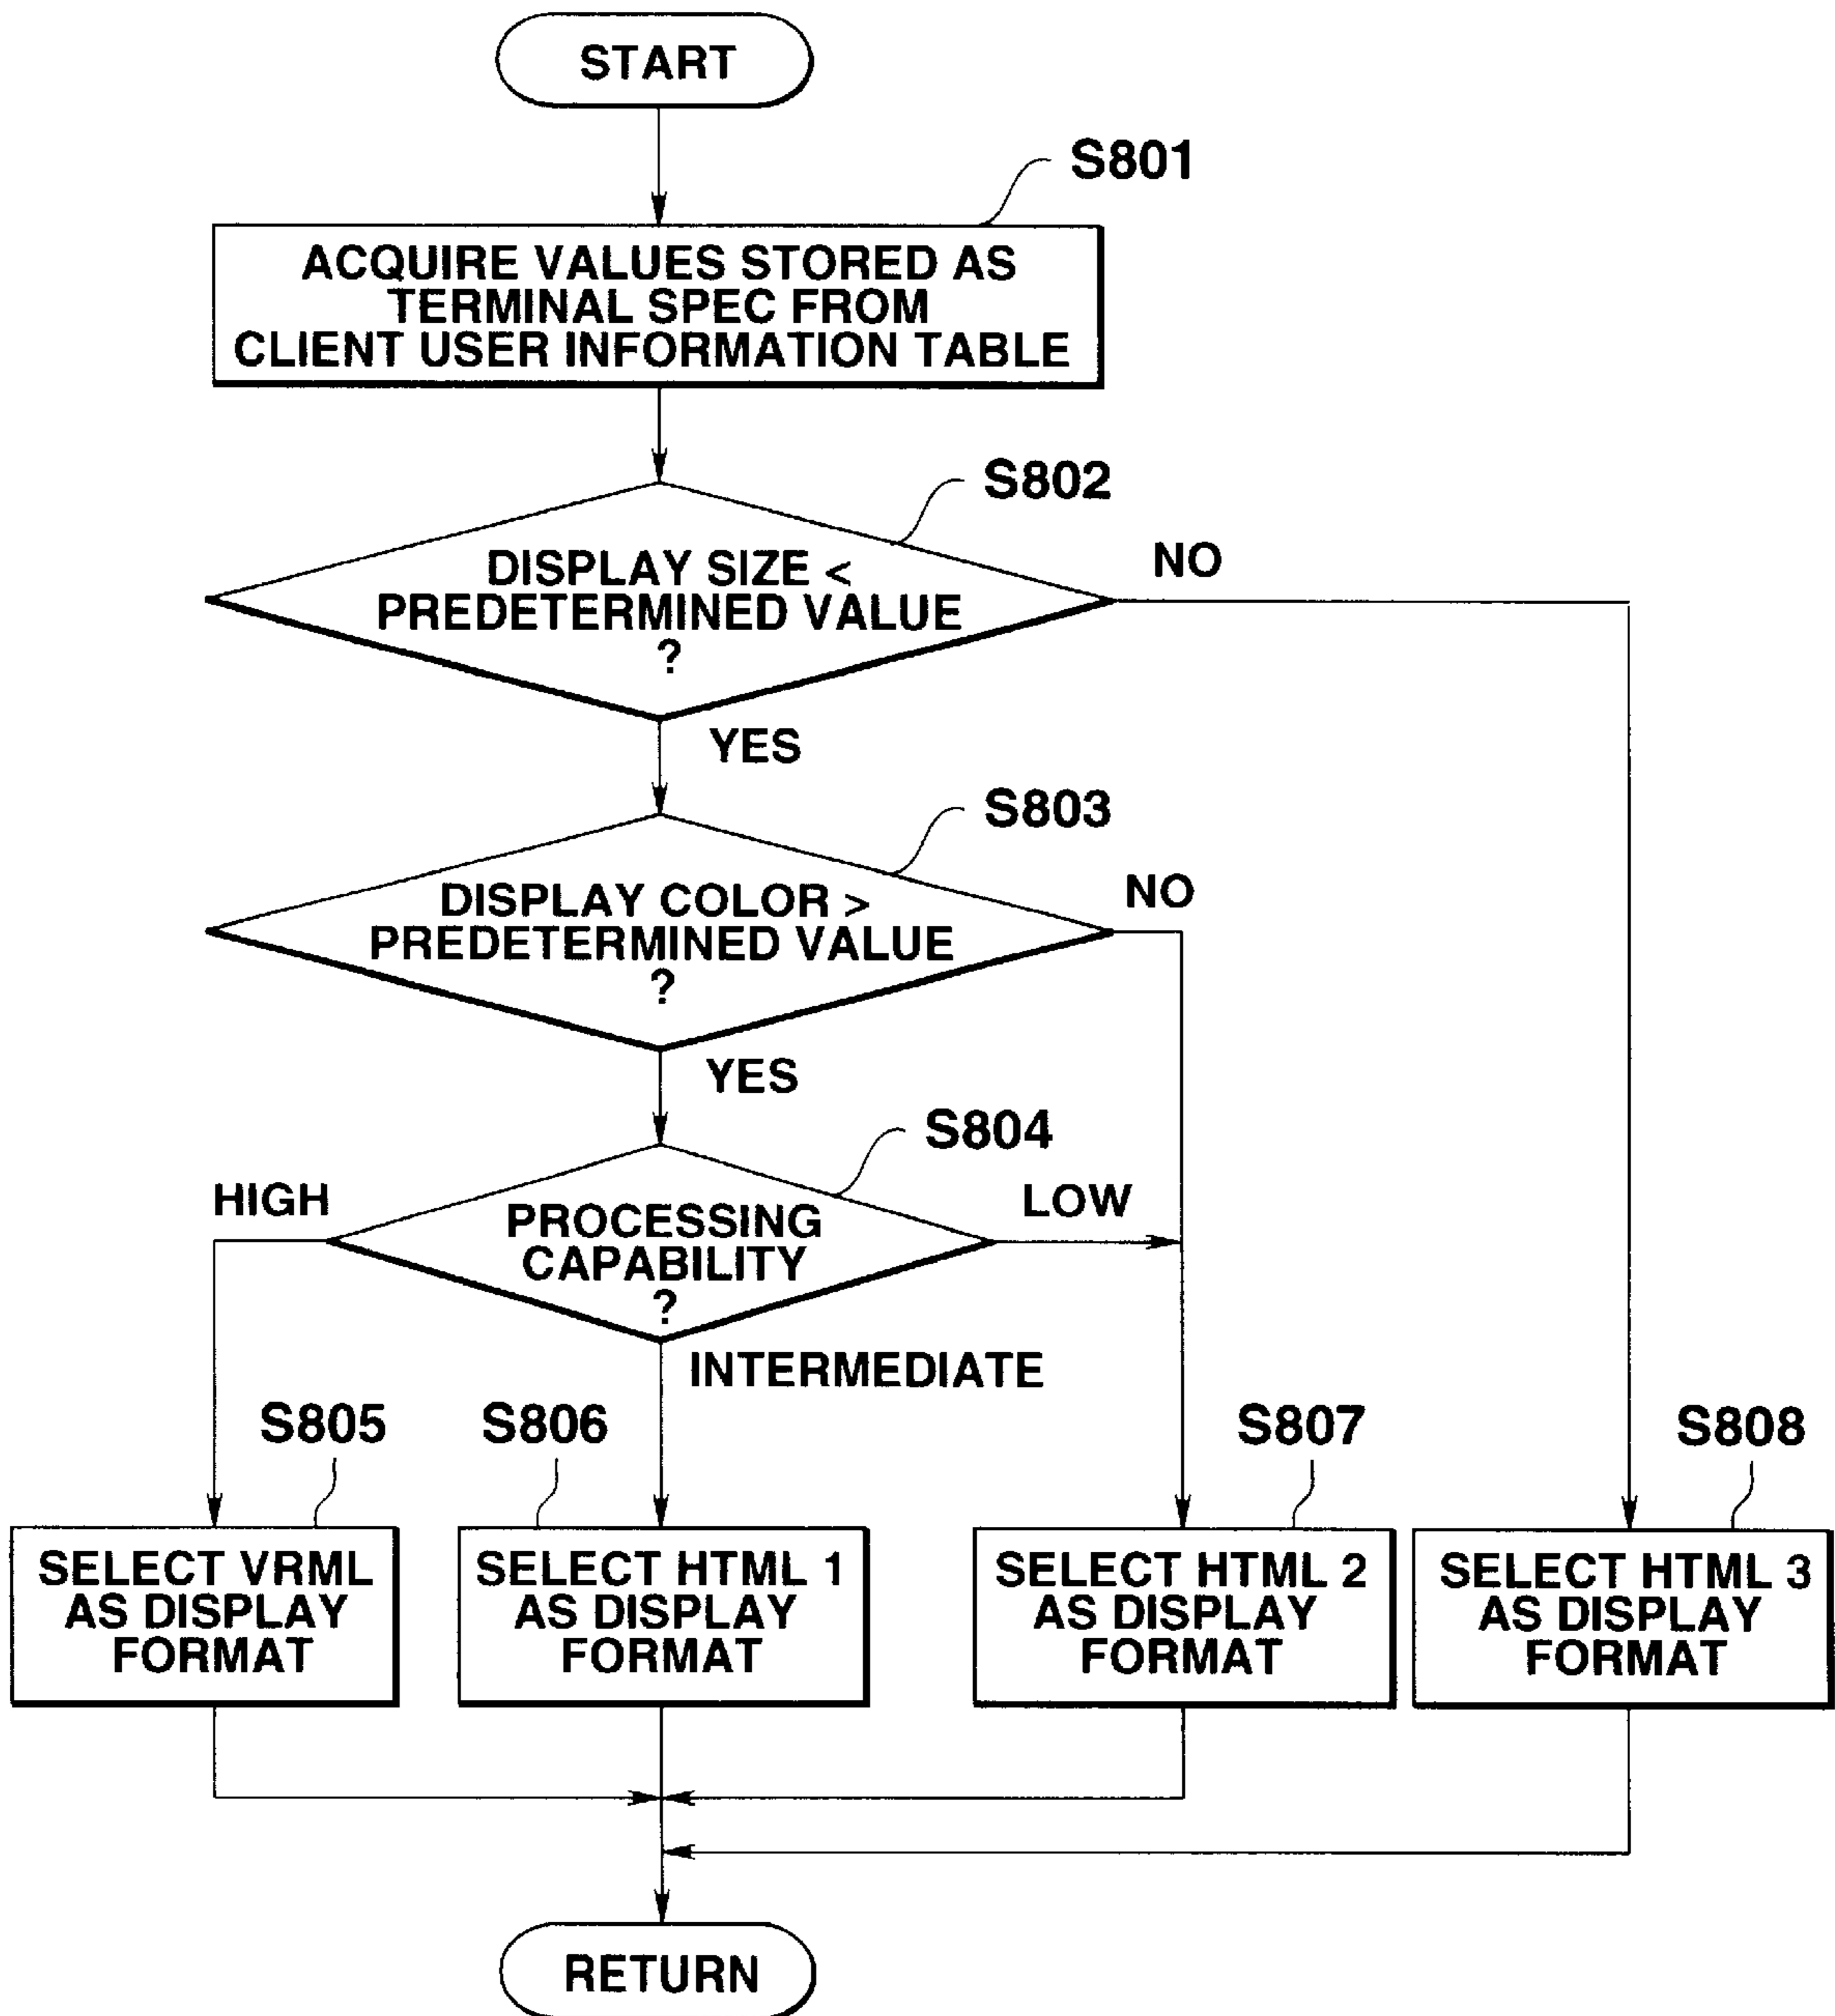 START
S801
ACQUIRE VALUES STORED AS
TERMINAL SPEC FROM
CLIENT USER INFORMATION TABLE
S802
DISPLAY SIZE <
PREDETERMINED VALUE
?
NO
YES
S803
DISPLAY COLOR >
PREDETERMINED VALUE
?
NO
YES
S804
HIGH
PROCESSING
CAPABILITY
?
LOW
INTERMEDIATE
S805
SELECT VRML
AS DISPLAY
FORMAT
S806
SELECT HTML 1
AS DISPLAY
FORMAT
S807
SELECT HTML 2
AS DISPLAY
FORMAT
S808
SELECT HTML 3
AS DISPLAY
FORMAT
RETURN